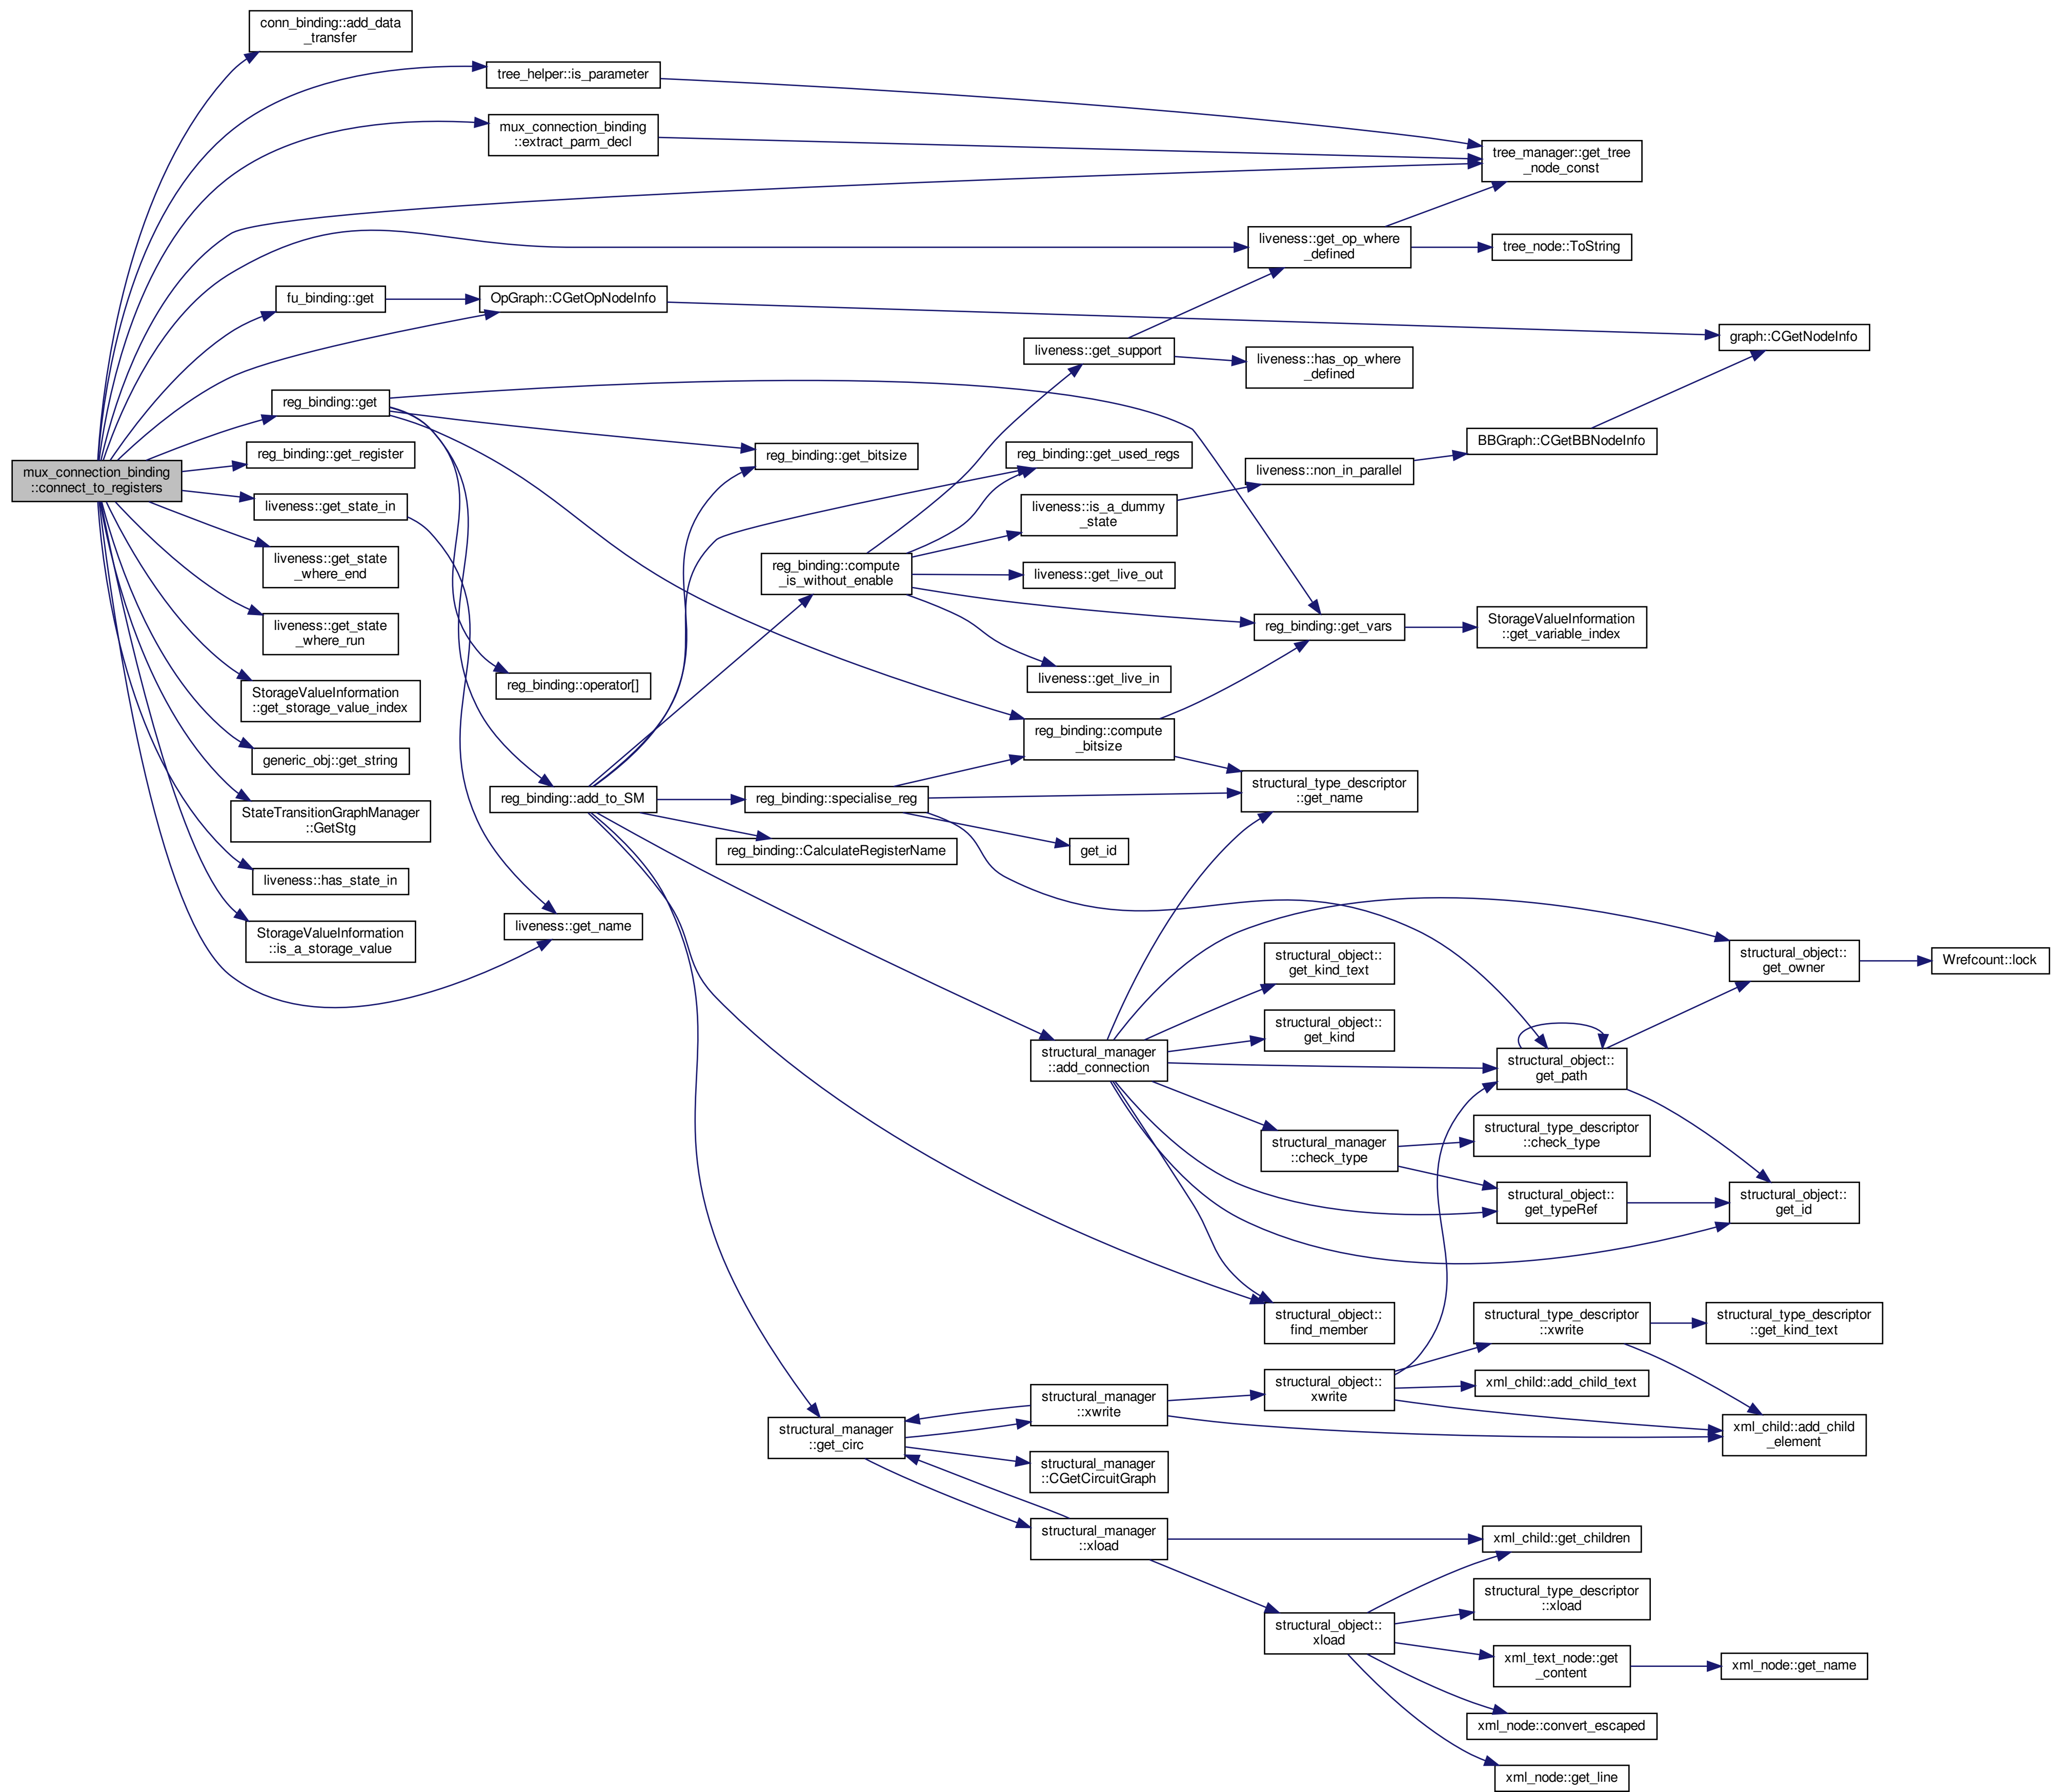 conn_binding::add_data
_transfer
tree_helper::is_parameter
mux_connection_binding
::extract_parm_decl
tree_manager::get_tree
_node_const
liveness::get_op_where
_defined
tree_node::ToString
fu_binding::get
OpGraph::CGetOpNodeInfo
graph::CGetNodeInfo
liveness::get_support
liveness::has_op_where
_defined
reg_binding::get
BBGraph::CGetBBNodeInfo
reg_binding::get_register
reg_binding::get_bitsize
reg_binding::get_used_regs
liveness::non_in_parallel
mux_connection_binding
::connect_to_registers
liveness::get_state_in
liveness::is_a_dummy
_state
liveness::get_state
_where_end
reg_binding::compute
_is_without_enable
liveness::get_live_out
liveness::get_state
_where_run
reg_binding::get_vars
StorageValueInformation
::get_variable_index
StorageValueInformation
::get_storage_value_index
reg_binding::operator[]
liveness::get_live_in
generic_obj::get_string
reg_binding::compute
_bitsize
StateTransitionGraphManager
::GetStg
reg_binding::add_to_SM
reg_binding::specialise_reg
structural_type_descriptor
::get_name
reg_binding::CalculateRegisterName
get_id
liveness::has_state_in
StorageValueInformation
::is_a_storage_value
liveness::get_name
structural_object::
get_kind_text
structural_object::
get_owner
Wrefcount::lock
structural_object::
get_kind
structural_manager
::add_connection
structural_object::
get_path
structural_manager
::check_type
structural_type_descriptor
::check_type
structural_object::
get_typeRef
structural_object::
get_id
structural_object::
find_member
structural_type_descriptor
::xwrite
structural_type_descriptor
::get_kind_text
structural_manager
::xwrite
structural_object::
xwrite
xml_child::add_child_text
structural_manager
::get_circ
xml_child::add_child
_element
structural_manager
::CGetCircuitGraph
structural_manager
::xload
xml_child::get_children
structural_type_descriptor
::xload
structural_object::
xload
xml_text_node::get
_content
xml_node::get_name
xml_node::convert_escaped
xml_node::get_line